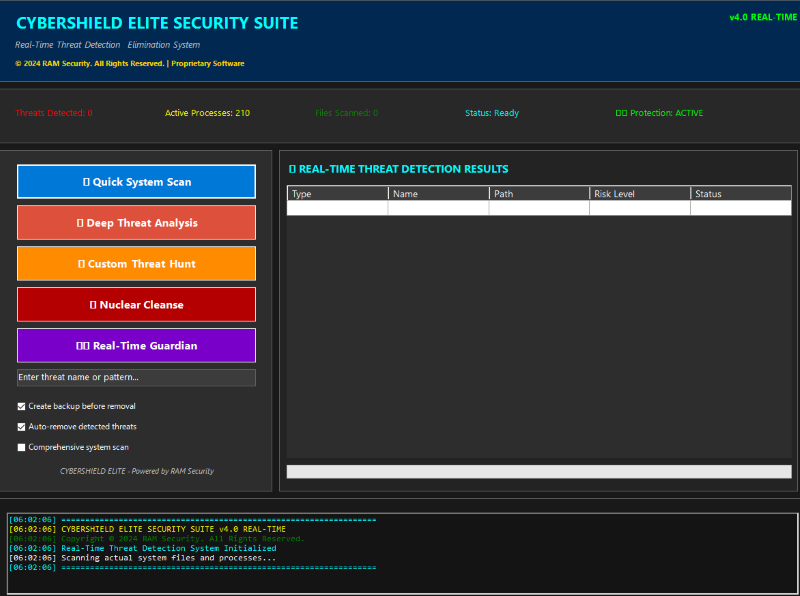 CYBERSHIELD ELITE SECURITY SUITE
v4.0 REAL-TIME
Real-Time Threat Detection Elimination System
© 2024 RAM Security. All Rights Reserved. | Proprietary Software
Threats Detected: 0
Active Processes: 210
Files Scanned: 0
Status: Ready
Protection: ACTIVE
Quick System Scan
Deep Threat Analysis
Custom Threat Hunt
Nuclear Cleanse
Real-Time Guardian
Enter threat name or pattern...
Create backup before removal
Auto-remove detected threats
Comprehensive system scan
CYBERSHIELD ELITE - Powered by RAM Security
REAL-TIME THREAT DETECTION RESULTS
Type Name Path Risk Level Status
[06:02:06] =================================================================
[06:02:06] CYBERSHIELD ELITE SECURITY SUITE v4.0 REAL-TIME
[06:02:06] Copyright © 2024 RAM Security. All Rights Reserved.
[06:02:06] Real-Time Threat Detection System Initialized
[06:02:06] Scanning actual system files and processes...
[06:02:06] =================================================================